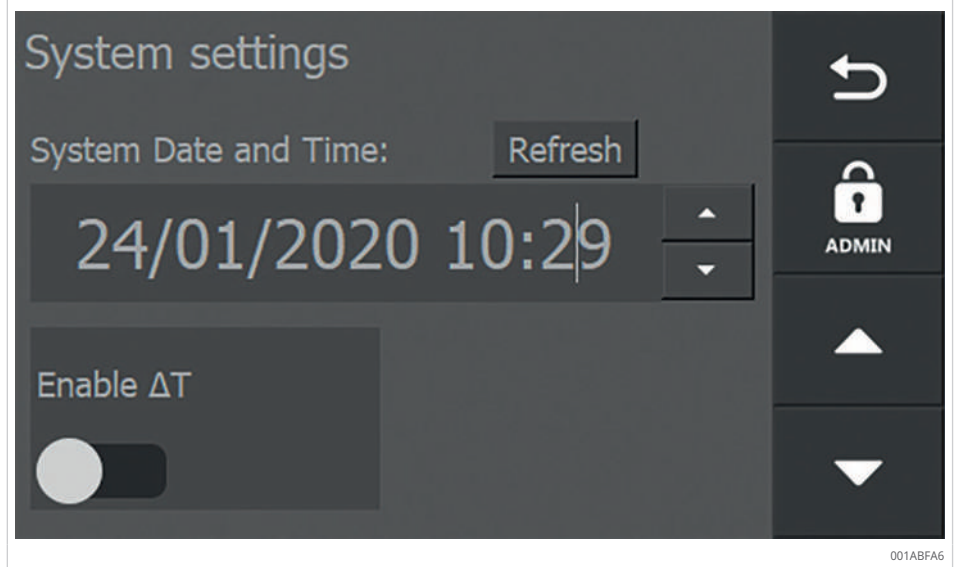 System settings
System Date and Time:
Refresh
24/01/2020 10:29
ADMIN
Enable ΔT
001ABFA6